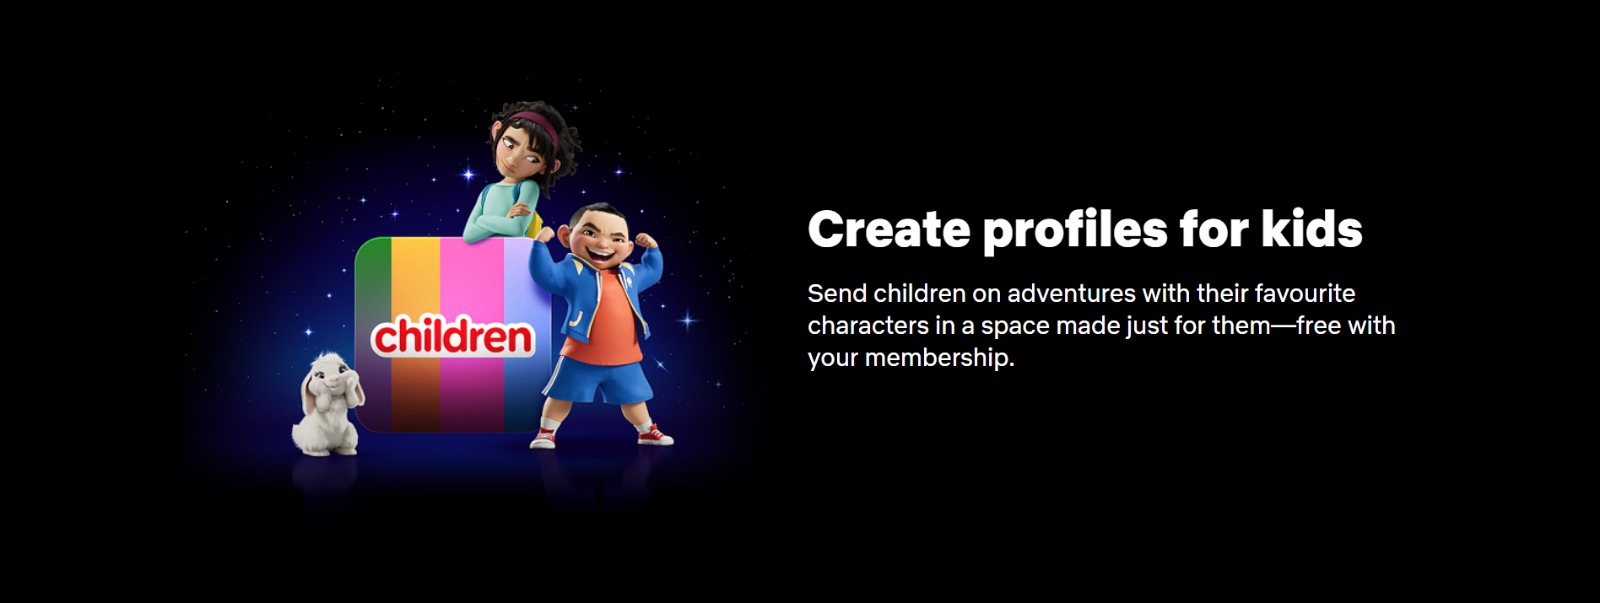 children
Create profiles for kids
Send children on adventures with their favourite
characters in a space made just for them—free with
your membership.